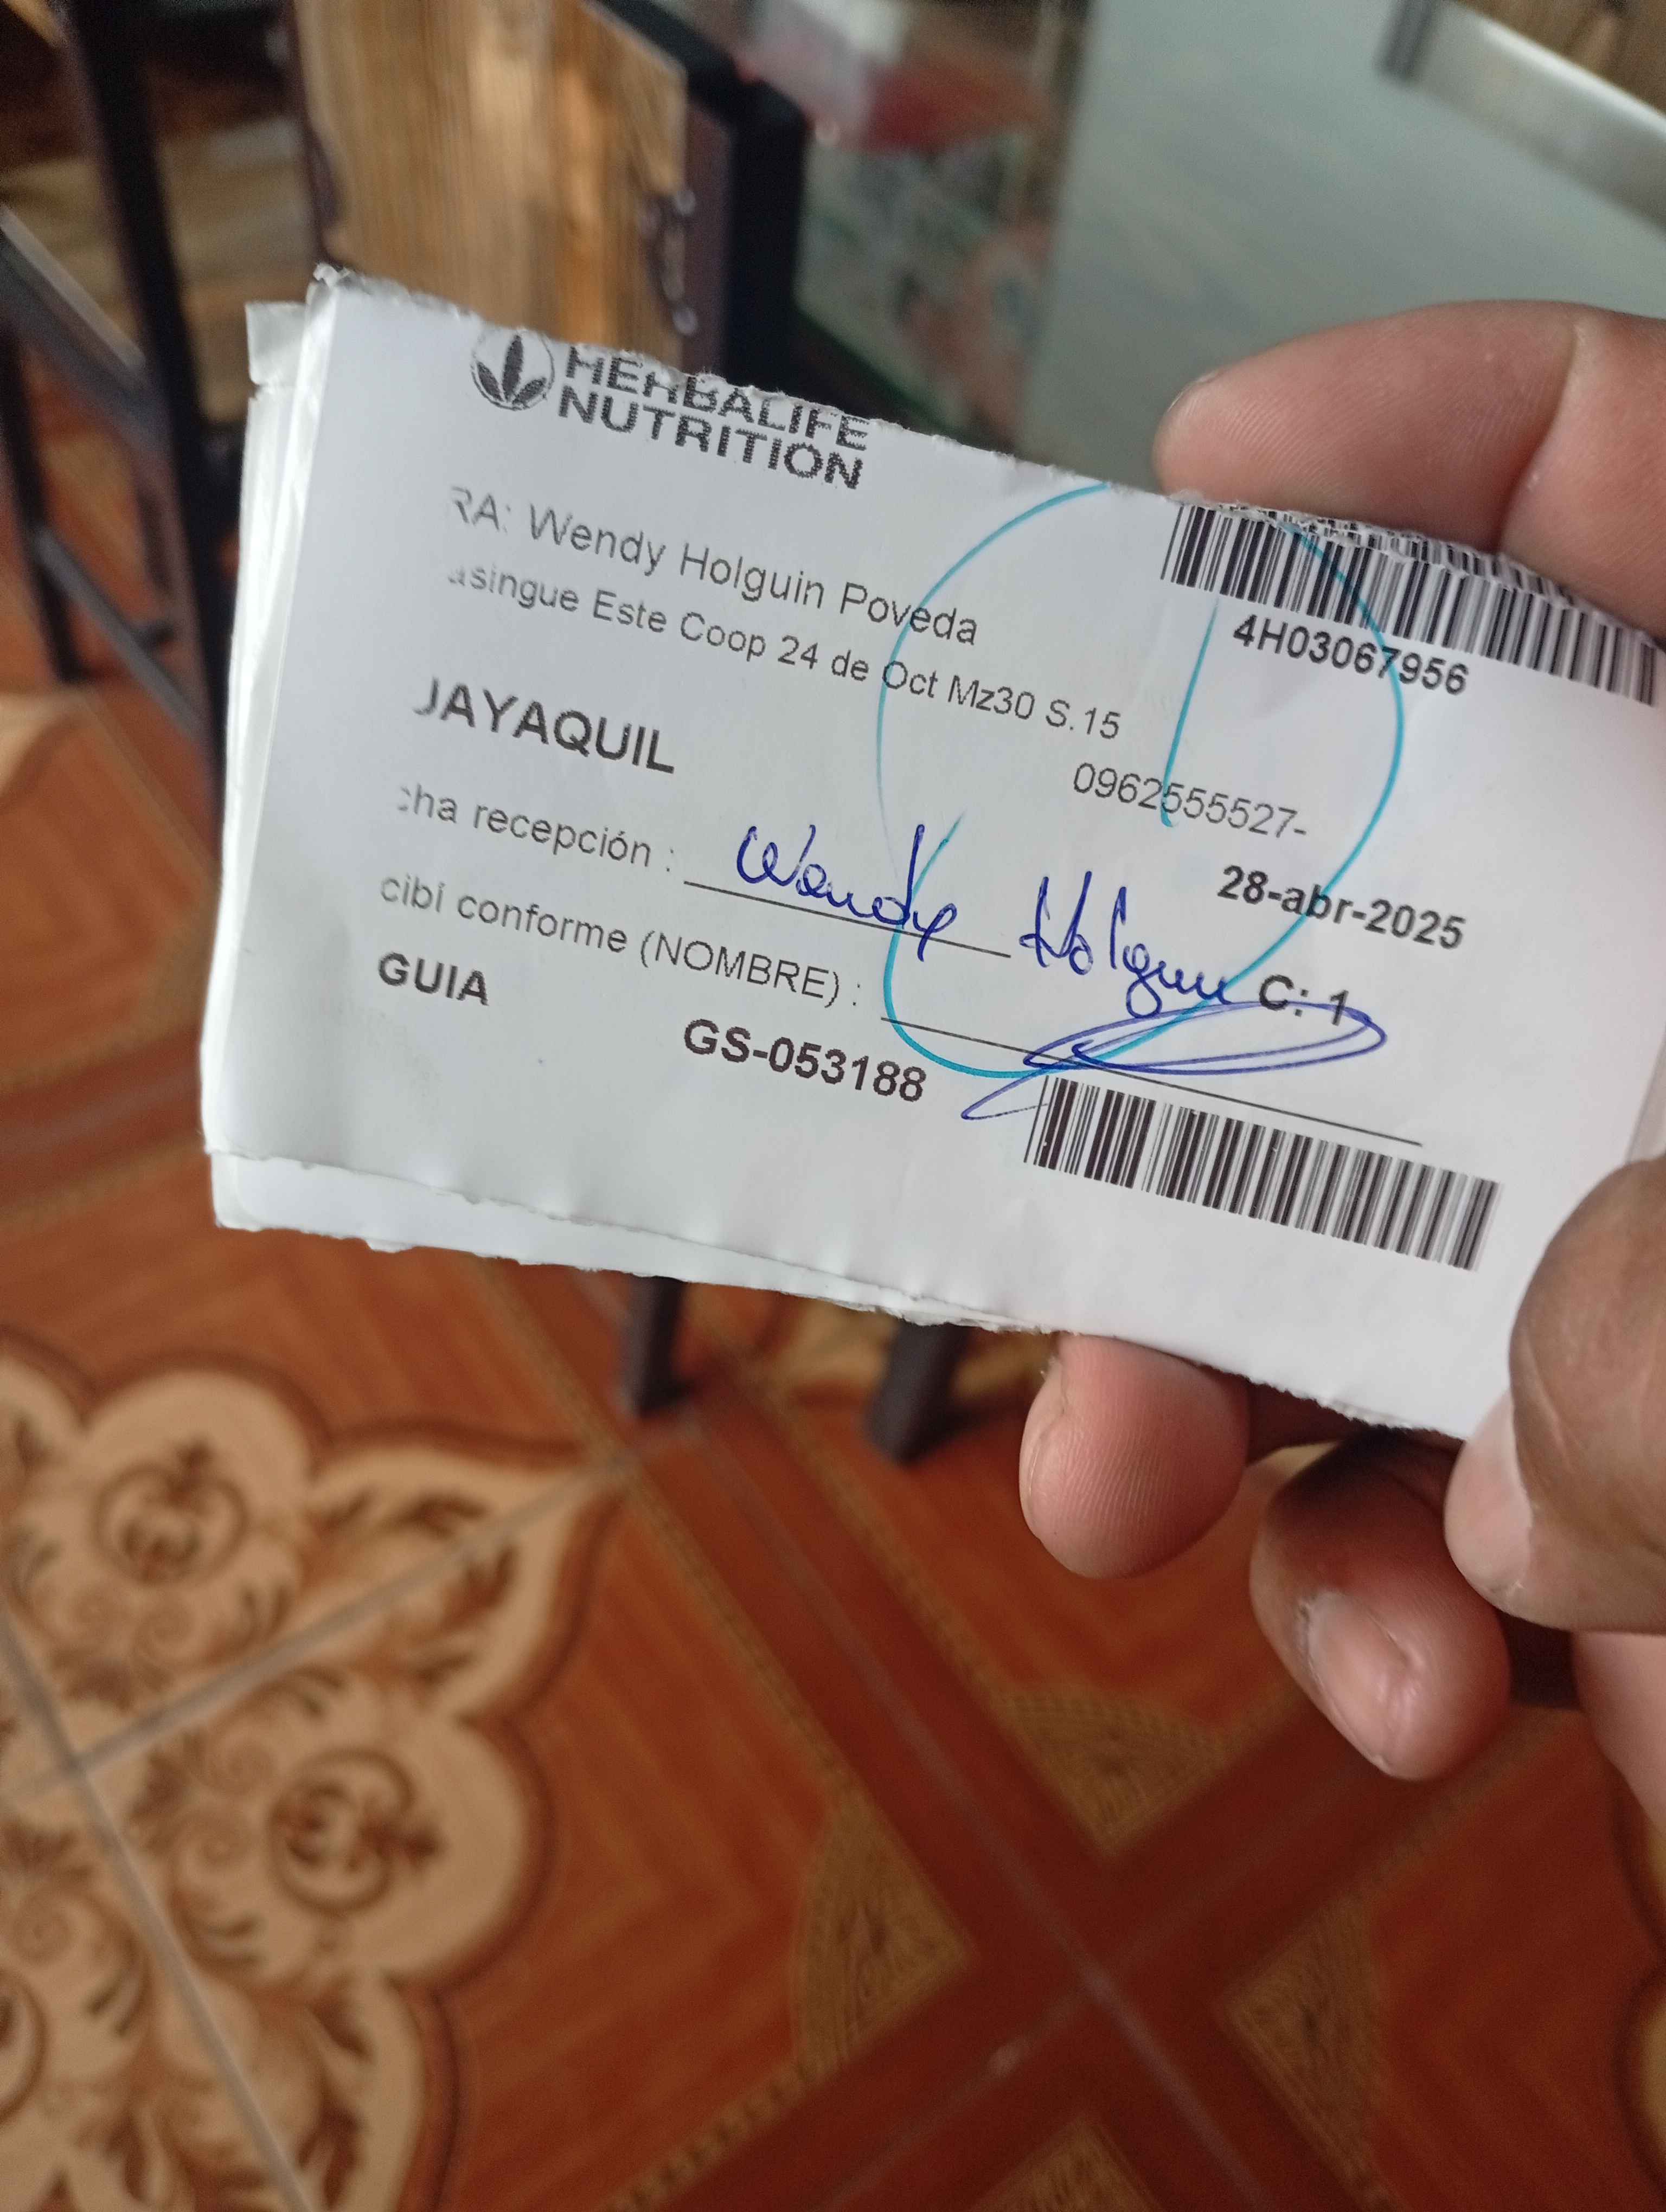 HERBALIFE
NUTRITION
RA: Wendy Holguin Poveda
4H03067956
asingue Este Coop 24 de Oct Mz30 S.15
JAYAQUIL
0962555527-
cha recepción : Wendy Holguin
28-abr-2025
cibí conforme (NOMBRE) :
C: 1
GUIA
GS-053188